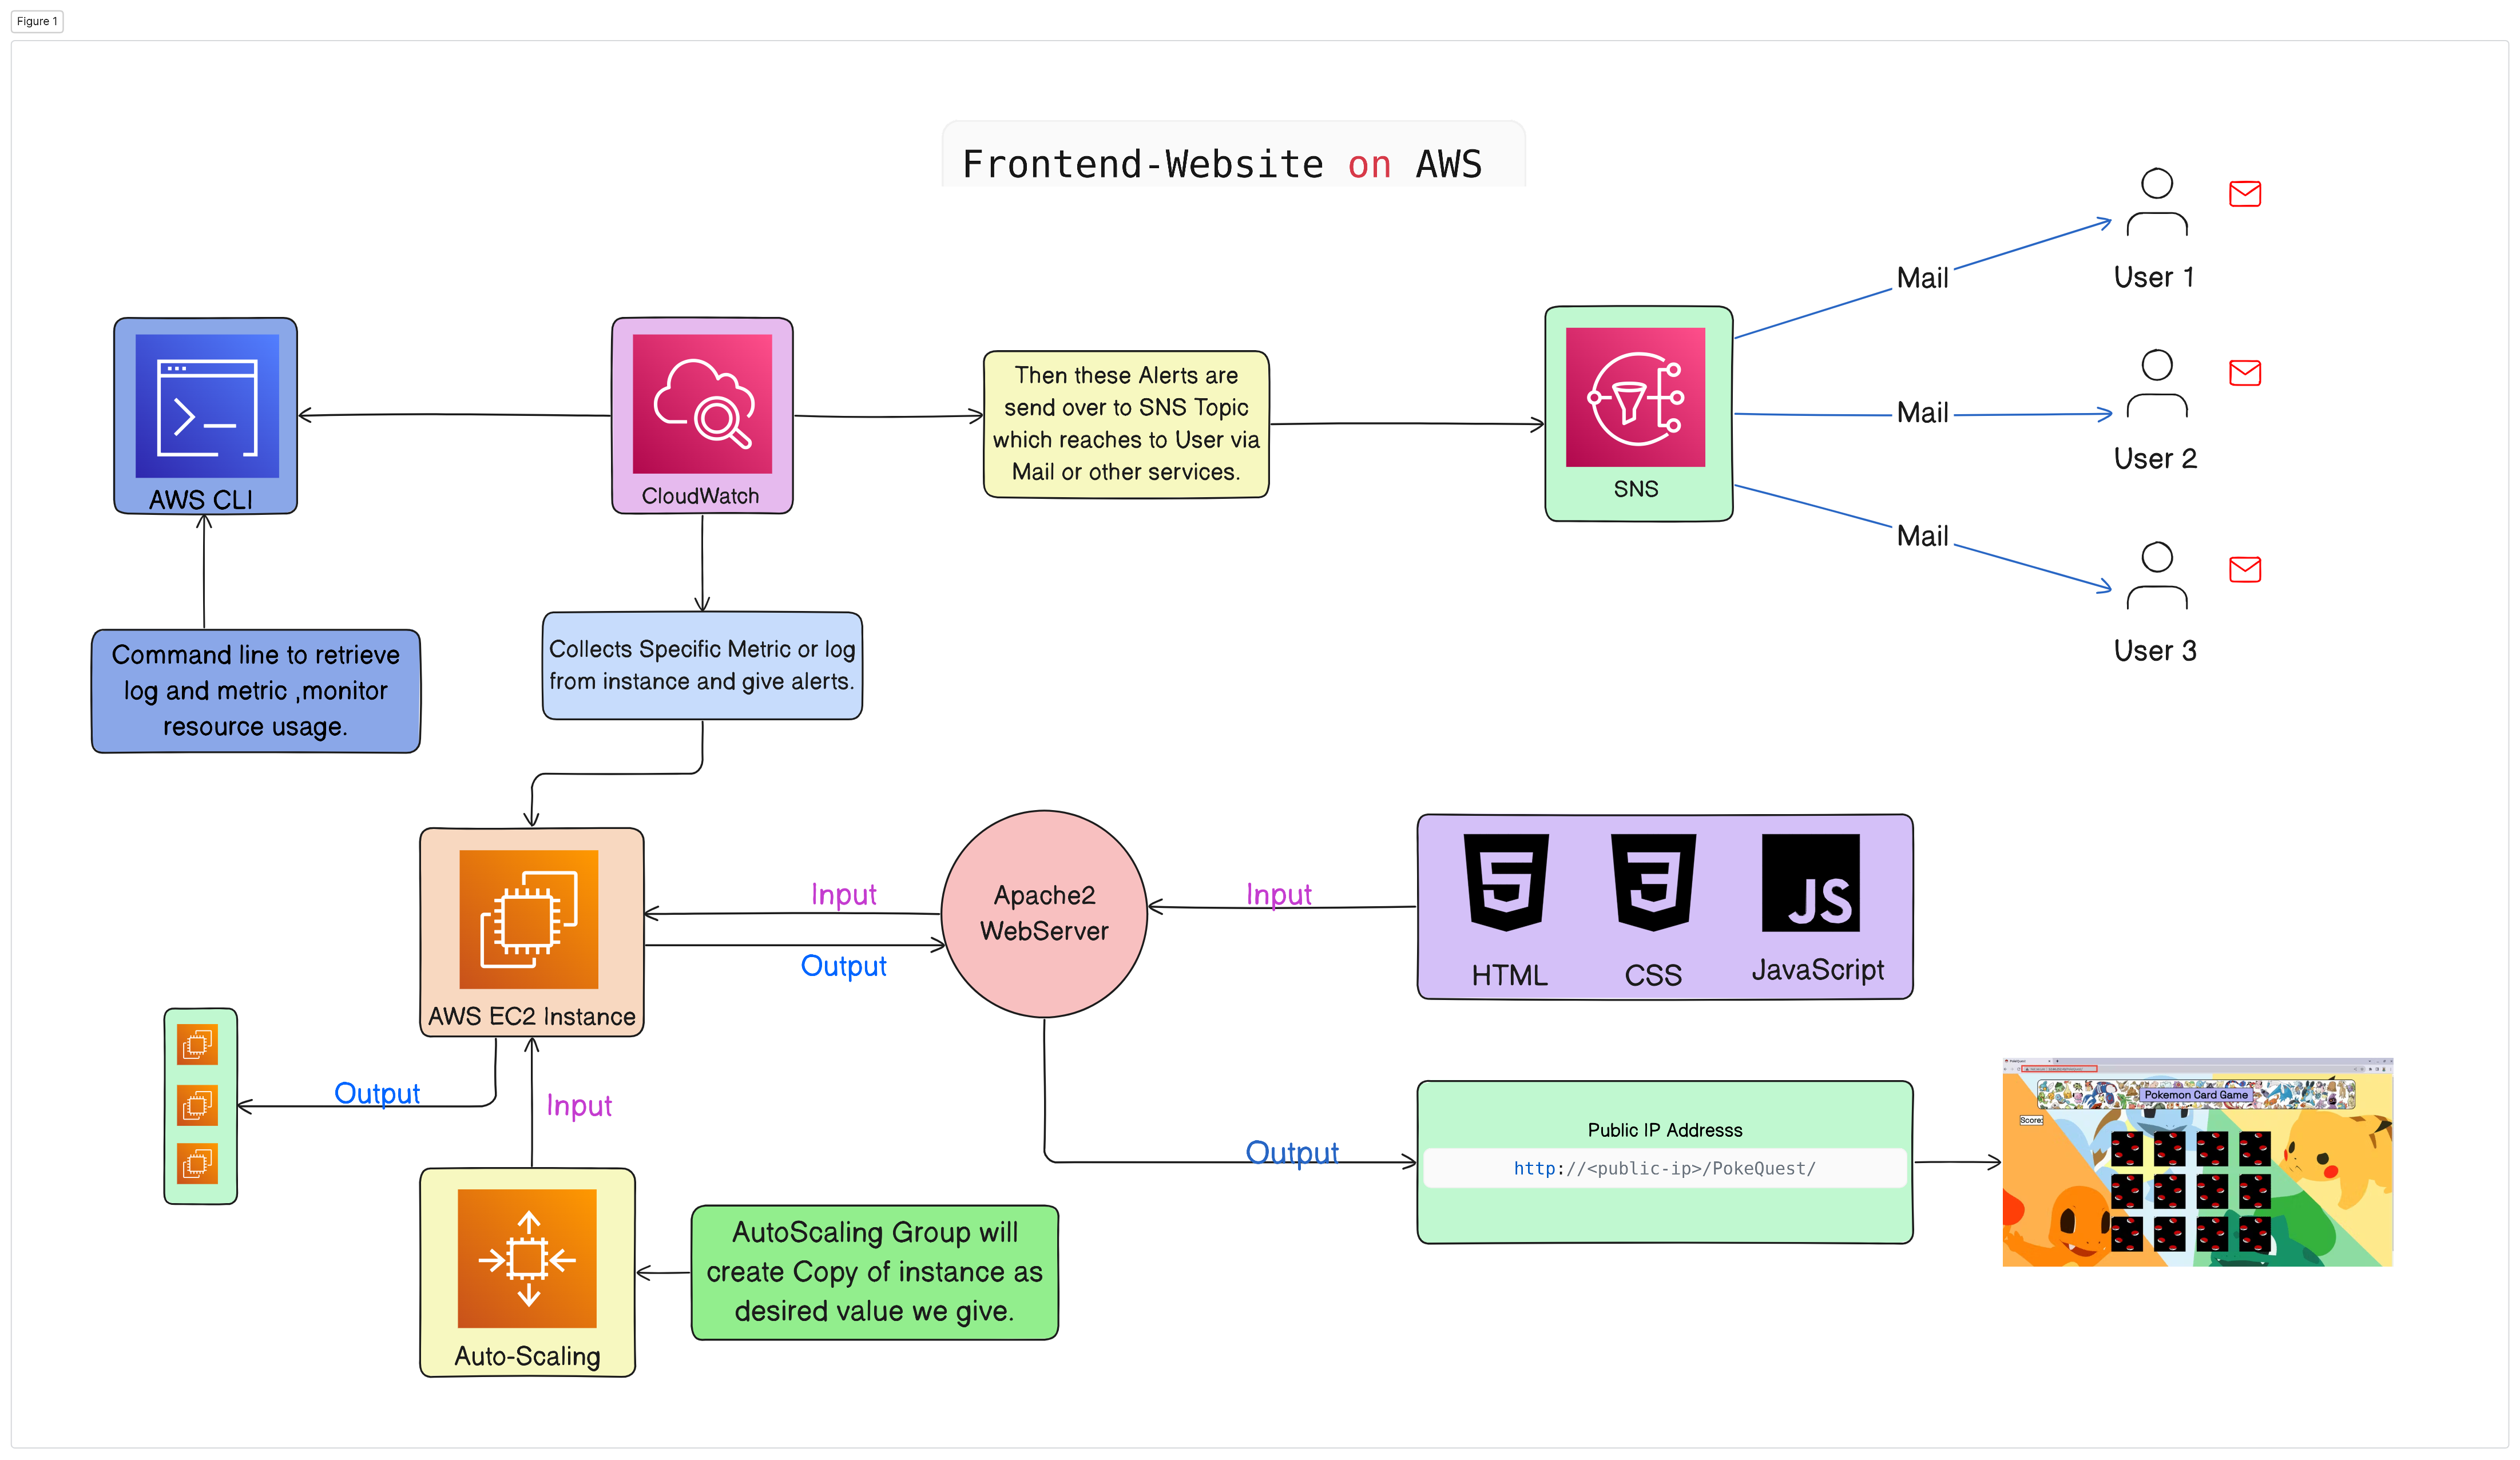 Figure 1
Frontend-Website on AWS
AWS CLI
CloudWatch
Then these Alerts are
send over to SNS Topic
which reaches to User via
Mail or other services.
SNS
Mail
User 1
Mail
User 2
Mail
User 3
Command line to retrieve
log and metric ,monitor
resource usage.
Collects Specific Metric or log
from instance and give alerts.
AWS EC2 Instance
Input
Output
Apache2
WebServer
Input
HTML
CSS
JS
JavaScript
Output
Input
Auto-Scaling
AutoScaling Group will
create Copy of instance as
desired value we give.
Output
Public IP Addresss
http://<public-ip>/PokeQuest/
PokeQuest
Pokemon Card Game
Score: